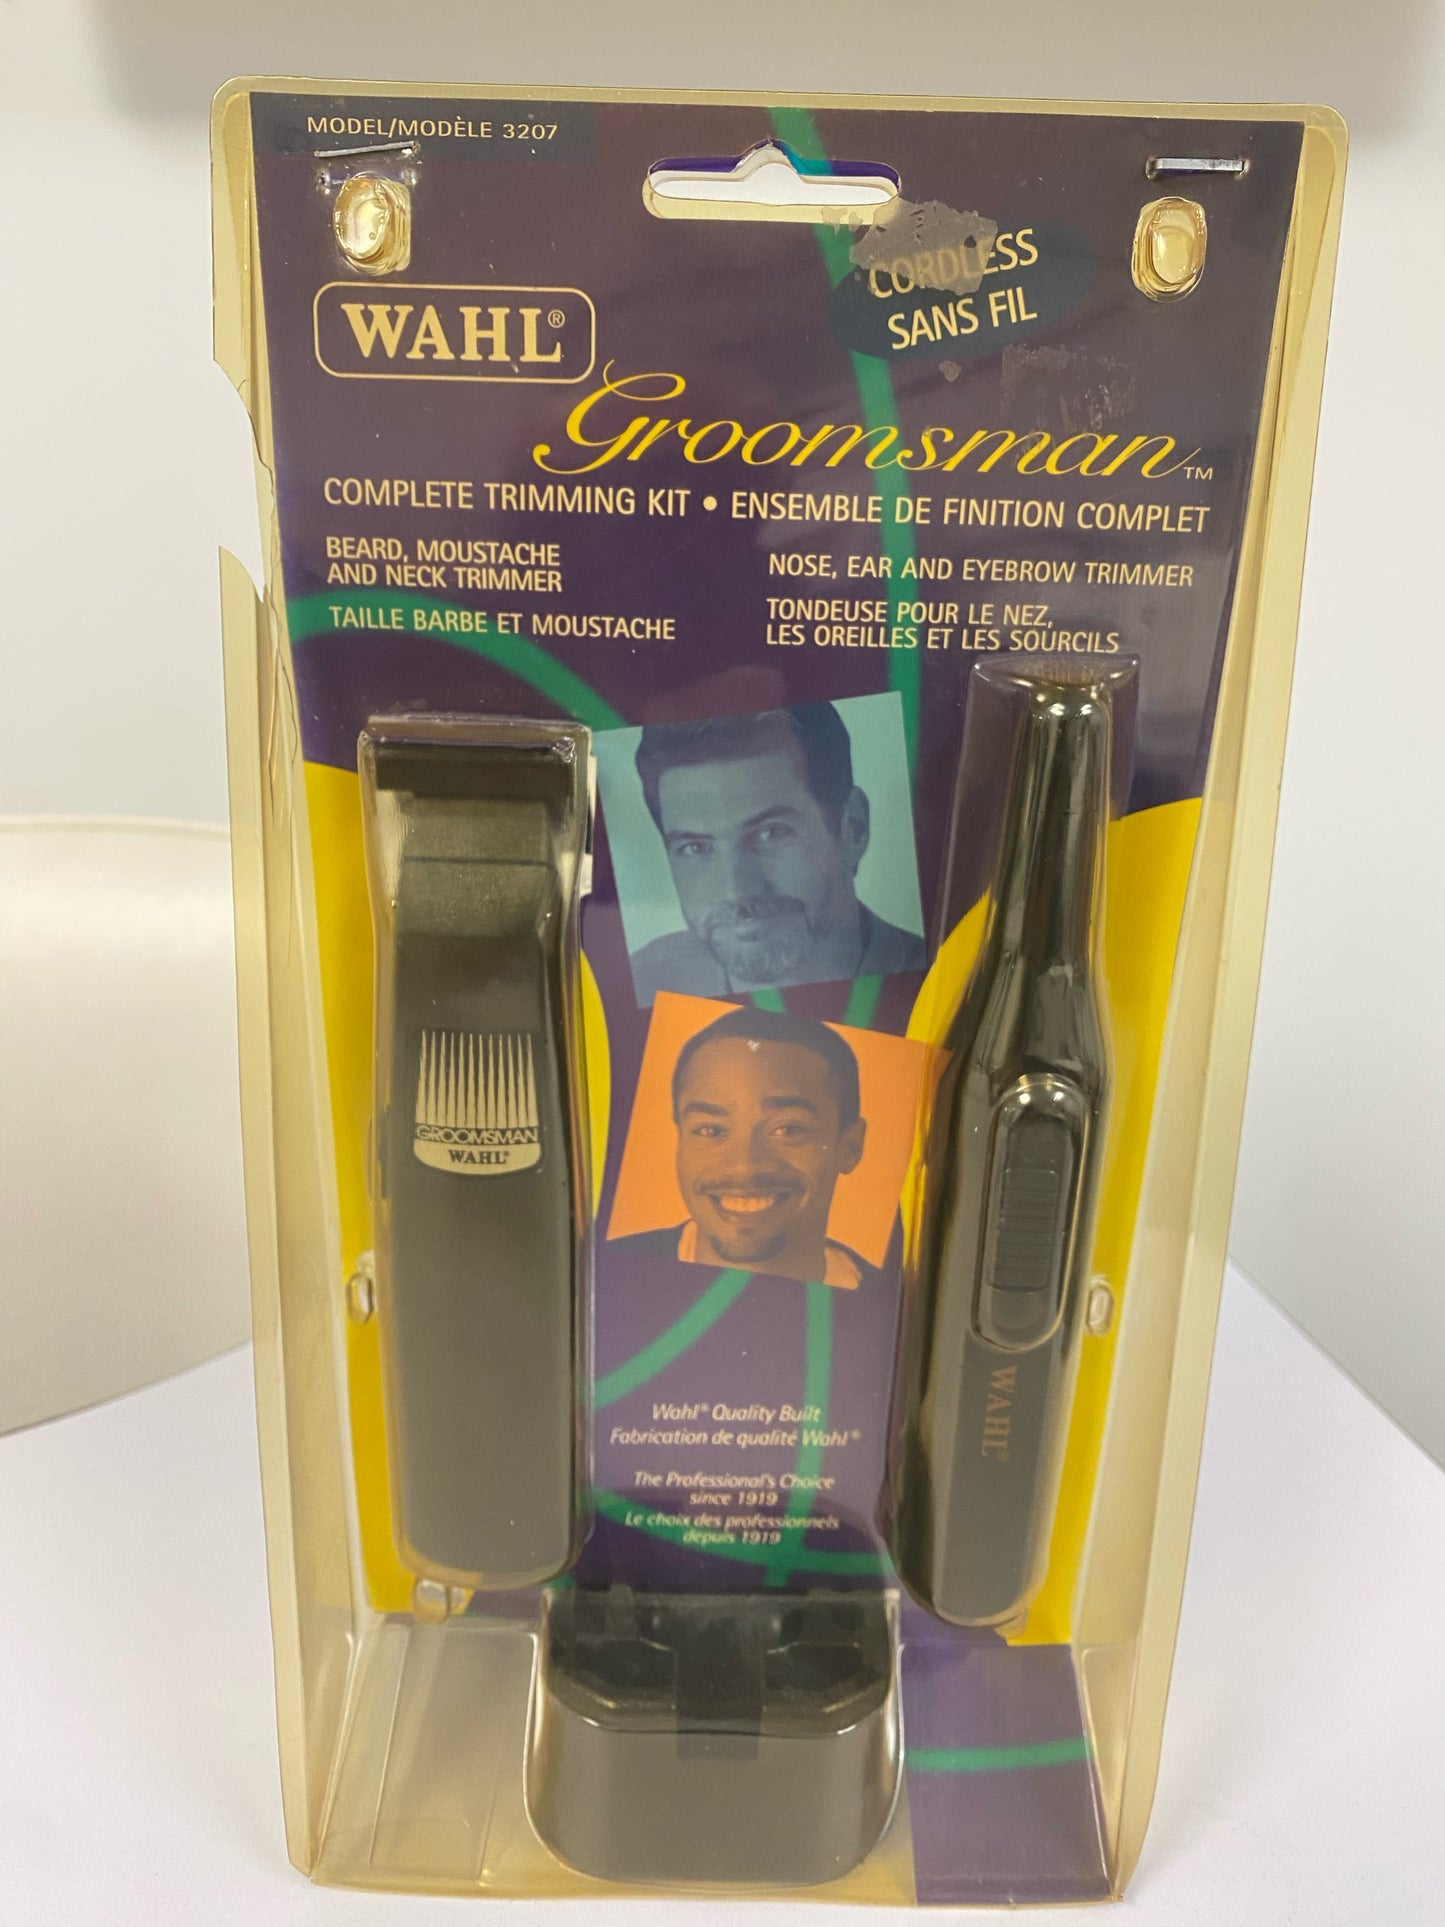 MODEL/MODÈLE 3207
CORDLESS
SANS FIL
WAHL®
Groomsman™
COMPLETE TRIMMING KIT • ENSEMBLE DE FINITION COMPLET
BEARD, MOUSTACHE
AND NECK TRIMMER
TAILLE BARBE ET MOUSTACHE
NOSE, EAR AND EYEBROW TRIMMER
TONDEUSE POUR LE NEZ,
LES OREILLES ET LES SOURCILS
GROOMSMAN
WAHL®
WAHL®
Wahl® Quality Built
Fabrication de qualité Wahl®
The Professional's Choice
since 1919
Le choix des professionnels
depuis 1919